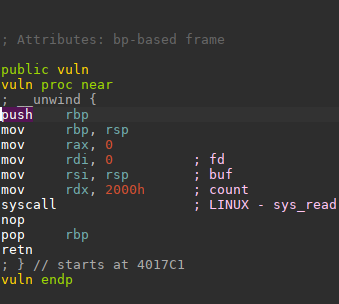 ; Attributes: bp-based frame
public vuln
vuln proc near
; __unwind {
push rbp
mov rbp, rsp
mov rax, 0
mov rdi, 0 ; fd
mov rsi, rsp ; buf
mov rdx, 2000h ; count
syscall ; LINUX - sys_read
nop
pop rbp
retn
; } // starts at 4017C1
vuln endp